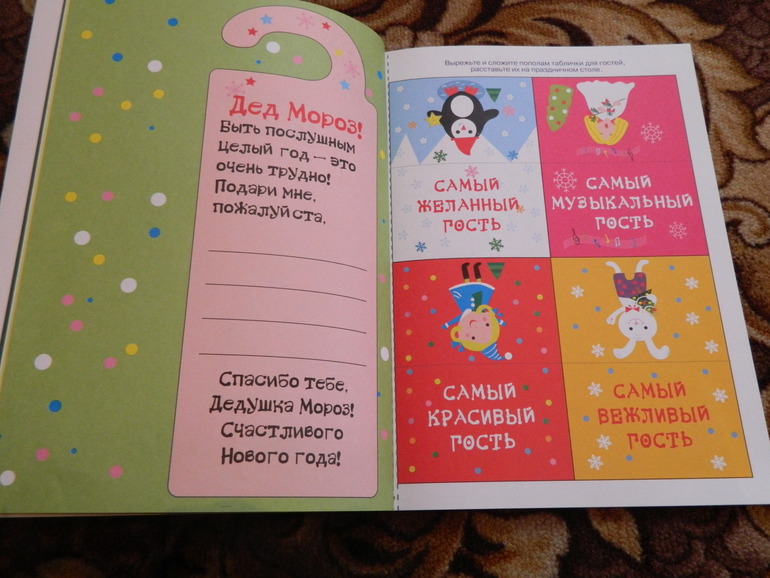 Дед Мороз!
Быть послушным
целый год — это
очень трудно!
Подари мне,
пожалуйста,
Спасибо тебе,
Дедушка Мороз!
Счастливого
Нового года!
Вырежьте и сложите пополам таблички для гостей,
расставьте их на праздничном столе.
САМЫЙ
ЖЕЛАННЫЙ
ГОСТЬ
САМЫЙ
МУЗЫКАЛЬНЫЙ
ГОСТЬ
САМЫЙ
КРАСИВЫЙ
ГОСТЬ
САМЫЙ
ВЕЖЛИВЫЙ
ГОСТЬ